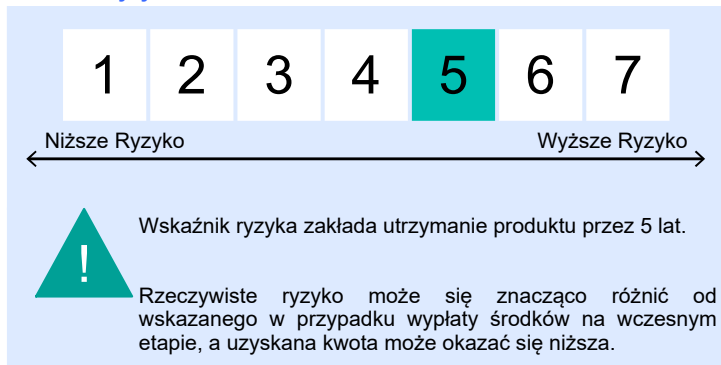 1 2 3 4 5 6 7
Niższe Ryzyko Wyższe Ryzyko
Wskaźnik ryzyka zakłada utrzymanie produktu przez 5 lat.
!
Rzeczywiste ryzyko może się znacząco różnić od
wskazanego w przypadku wypłaty środków na wczesnym
etapie, a uzyskana kwota może okazać się niższa.